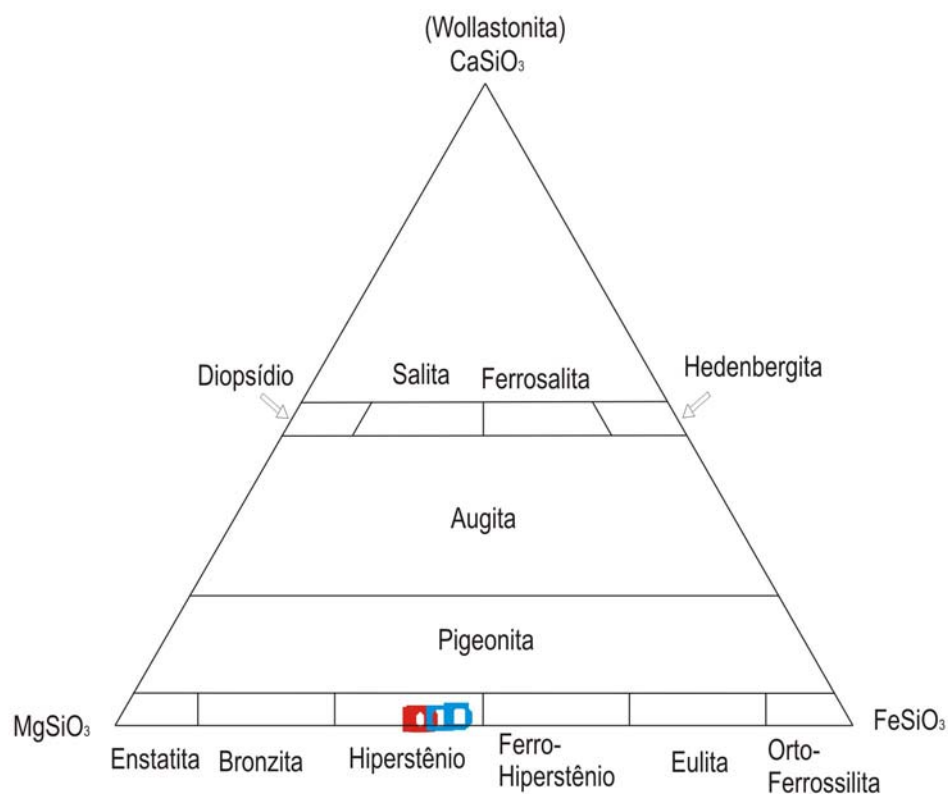 (Wollastonita)
CaSiO₃
Diopsídio
Salita
Ferrosalita
Hedenbergita
Augita
Pigeonita
MgSiO₃
FeSiO₃
Enstatita
Bronzita
Hiperstênio
Ferro-
Hiperstênio
Eulita
Orto-
Ferrossilita